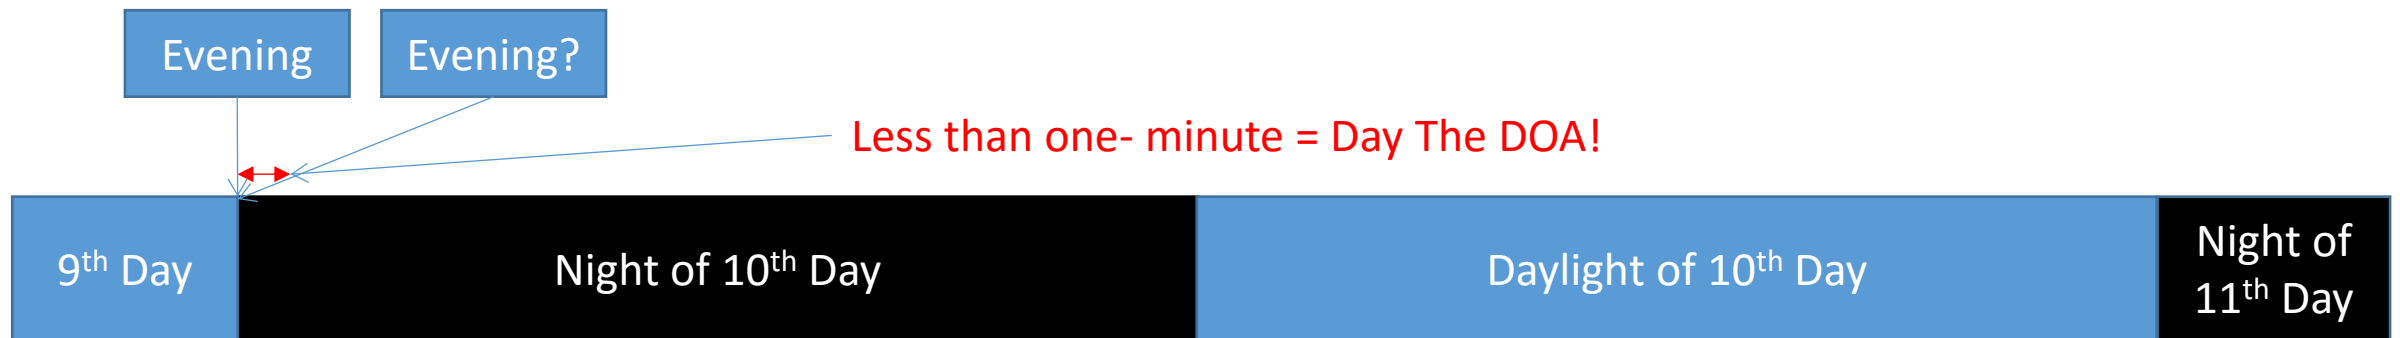 Evening
Evening?
Less than one- minute = Day The DOA!
9th Day
Night of 10th Day
Daylight of 10th Day
Night of
11th Day